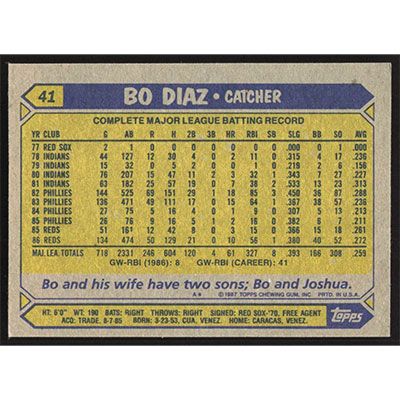 41
BO DIAZ • CATCHER
COMPLETE MAJOR LEAGUE BATTING RECORD
YR CLUB G AB R H 2B 3B HR RBI SB SLG BB SO AVG
77 RED SOX 2 1 0 0 0 0 0 0 0 .000 0 1 .000
78 INDIANS 44 127 12 30 4 0 2 11 0 .315 4 17 .236
79 INDIANS 15 32 0 5 2 0 0 1 0 .219 2 6 .156
80 INDIANS 76 207 15 47 11 2 3 32 1 .343 7 27 .227
81 INDIANS 63 182 25 57 19 0 7 38 2 .533 13 23 .313
82 PHILLIES 144 525 69 151 29 1 18 85 3 .450 36 87 .288
83 PHILLIES 136 471 49 111 17 0 15 64 1 .367 38 57 .236
84 PHILLIES 27 75 5 16 4 0 1 9 0 .307 5 13 .213
85 PHILLIES 26 76 9 16 5 1 2 16 0 .382 6 7 .211
85 REDS 51 161 12 42 8 0 3 15 0 18 .261
86 REDS 134 474 50 129 21 0 10 56 1 .380 40 52 .272
MAJ. LEA. TOTALS 718 2331 246 604 120 4 61 327 8 .393 166 308 .259
GW-RBI (1986): 8 GW-RBI (CAREER): 41
Bo and his wife have two sons; Bo and Joshua.
A* © 1987 TOPPS CHEWING GUM, INC. PRTD. IN U.S.A.
HT: 6'0" WT: 190 BATS: RIGHT THROWS: RIGHT SIGNED: RED SOX-'70, FREE AGENT
ACQ: TRADE, 8-7-85 BORN: 3-23-53, CUA, VENEZ. HOME: CARACAS, VENEZ.
Topps